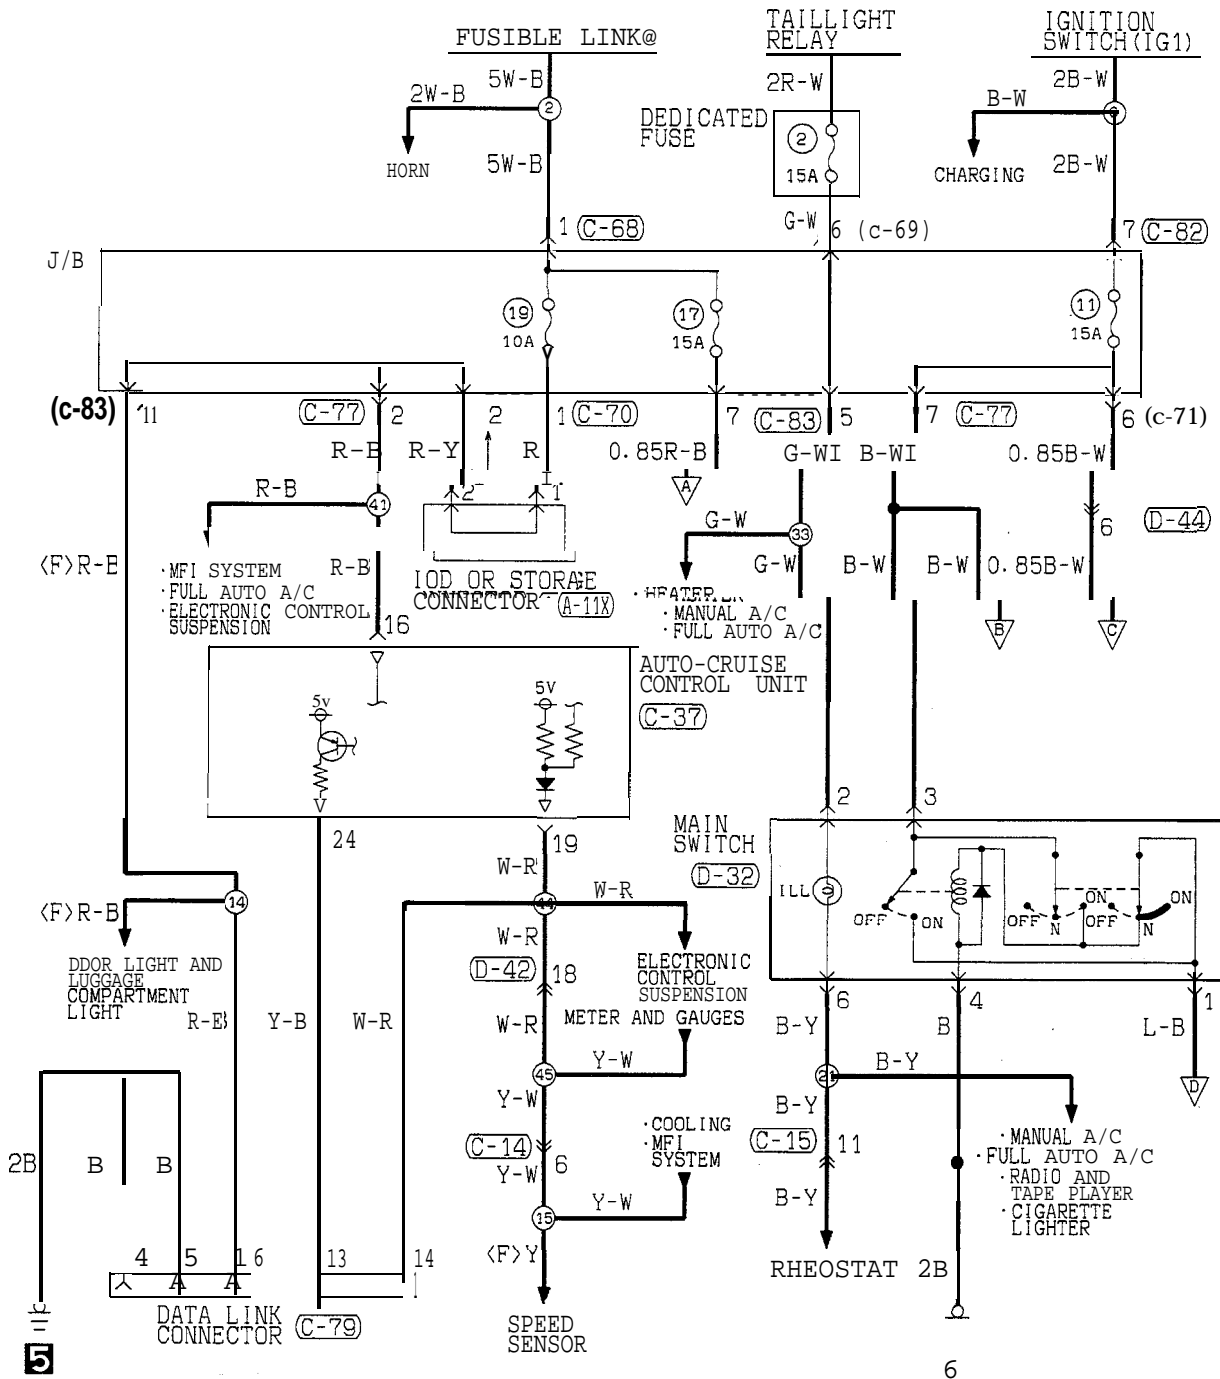 FUSIBLE LINK@
TAILLIGHT
RELAY
IGNITION
SWITCH(IG1)
5W-B
2W-B
2
HORN
5W-B
2R-W
DEDICATED
FUSE
2
15A
2B-W
B-W
CHARGING
2B-W
1 C-68
G-W
6 (c-69)
7 C-82
J/B
19
10A
17
15A
11
15A
(c-83) 11
C-77 2
2
1 C-70
7
C-83 5
7 C-77
6 (c-71)
R-B
R-Y
R
0.85R-B
G-WI
B-WI
0.85B-W
R-B
41
2
1
A
G-W
33
6
D-44
<F>R-B
·MFI SYSTEM
·FULL AUTO A/C
·ELECTRONIC CONTROL
SUSPENSION
R-B
16
IOD OR STORAGE
CONNECTOR A-11X
G-W
B-W
B-W
0.85B-W
·MANUAL A/C
·FULL AUTO A/C
B
C
AUTO-CRUISE
CONTROL UNIT
C-37
5v
5V
24
19
MAIN
SWITCH
D-32
2
3
ILL
OFF
ON
OFF
N
ON
OFF
N
ON
W-R
14
<F>R-B
44
W-R
W-R
DDOR LIGHT AND
LUGGAGE
COMPARTMENT
LIGHT
D-42 18
ELECTRONIC
CONTROL
SUSPENSION
6
4
1
R-B
Y-B
W-R
W-R
METER AND GAUGES
B-Y
B
L-B
45
Y-W
21
B-Y
D
Y-W
B-Y
C-14
6
·COOLING
·MFI
SYSTEM
C-15 11
·MANUAL A/C
·FULL AUTO A/C
·RADIO AND
TAPE PLAYER
·CIGARETTE
LIGHTER
2B
B
B
Y-W
15
Y-W
B-Y
<F>Y
4
5
16
13
14
RHEOSTAT
2B
DATA LINK
CONNECTOR C-79
SPEED
SENSOR
5
6